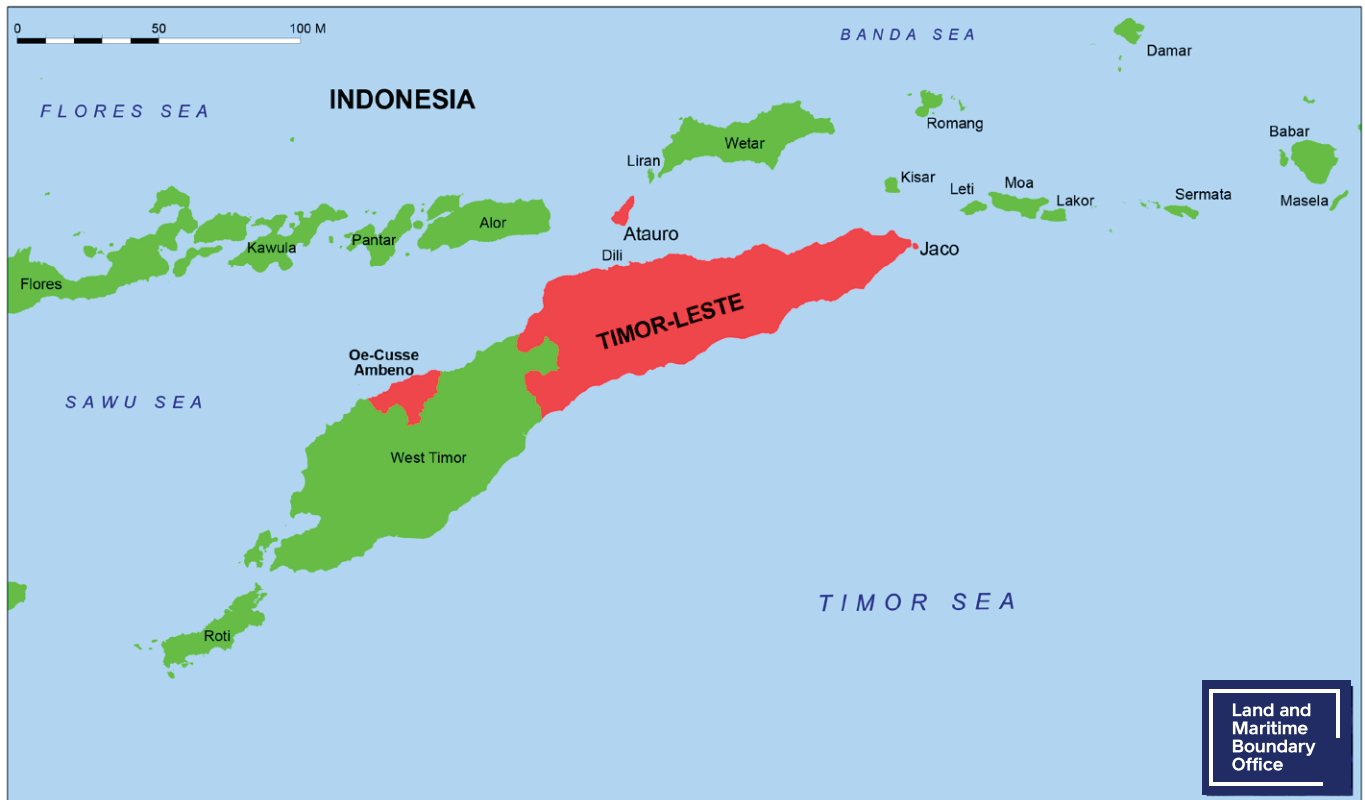 0 50 100 M
BANDA SEA
Damar
FLORES SEA
INDONESIA
Romang
Babar
Wetar
Liran
Kisar
Leti
Moa
Lakor
Sermata
Masela
Alor
Pantar
Kawula
Atauro
Dili
Jaco
Flores
TIMOR-LESTE
Oe-Cusse
Ambeno
SAWU SEA
West Timor
TIMOR SEA
Roti
Land and
Maritime
Boundary
Office